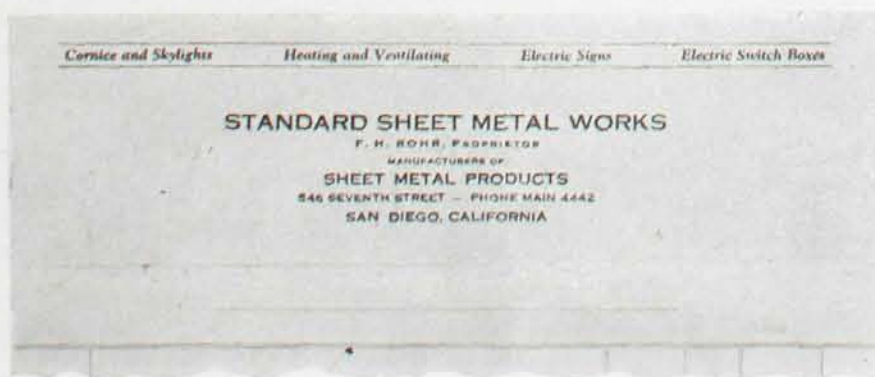 Cornice and Skylights Heating and Ventilating Electric Signs Electric Switch Boxes
STANDARD SHEET METAL WORKS
F. H. ROHR, PROPRIETOR
MANUFACTURERS OF
SHEET METAL PRODUCTS
546 SEVENTH STREET – PHONE MAIN 4442
SAN DIEGO, CALIFORNIA